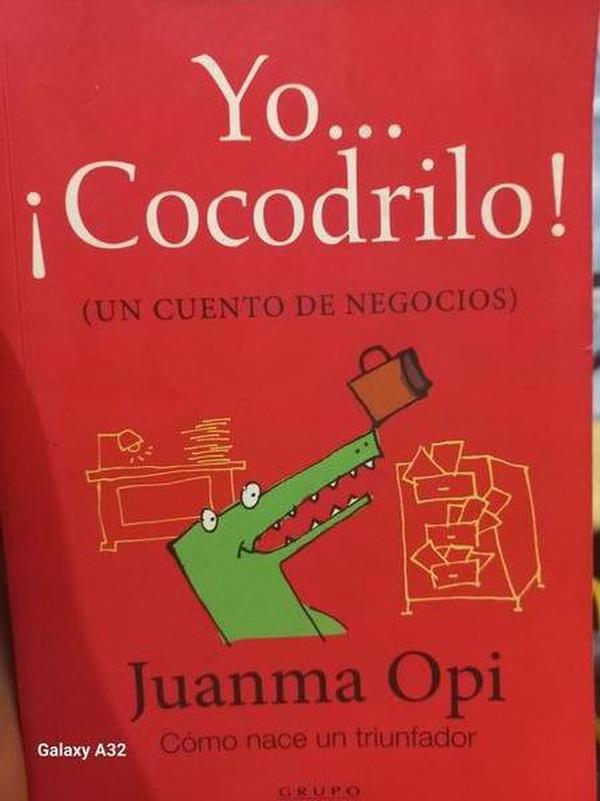 Yo...
¡Cocodrilo!
(UN CUENTO DE NEGOCIOS)
Juanma Opi
Cómo nace un triunfador
Galaxy A32
GRUPO